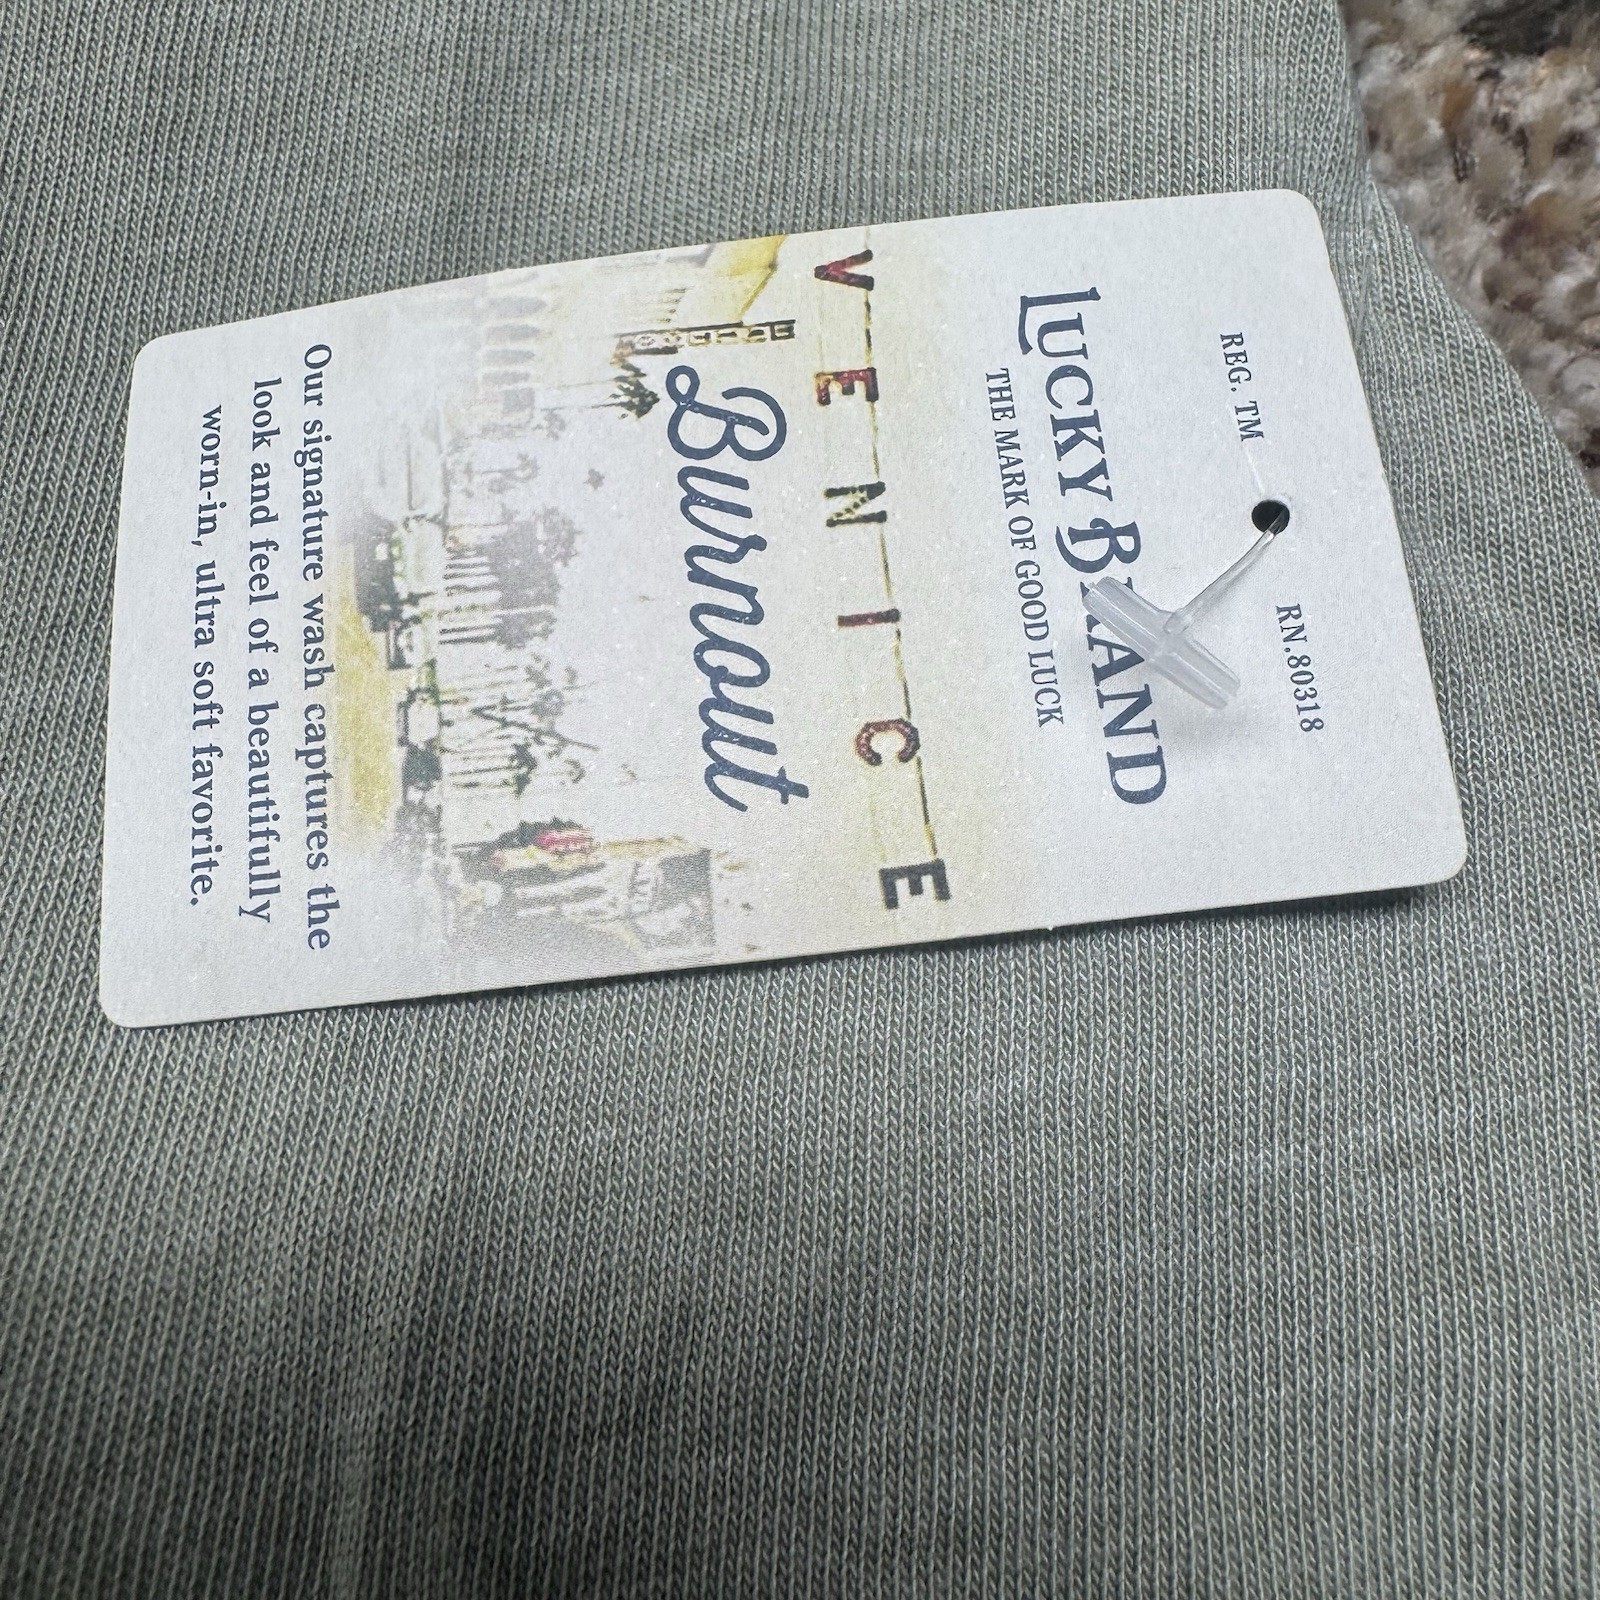 REG. TM RN.80318
LUCKY BRAND
THE MARK OF GOOD LUCK
VENICE
Burnout
Our signature wash captures the
look and feel of a beautifully
worn-in, ultra soft favorite.